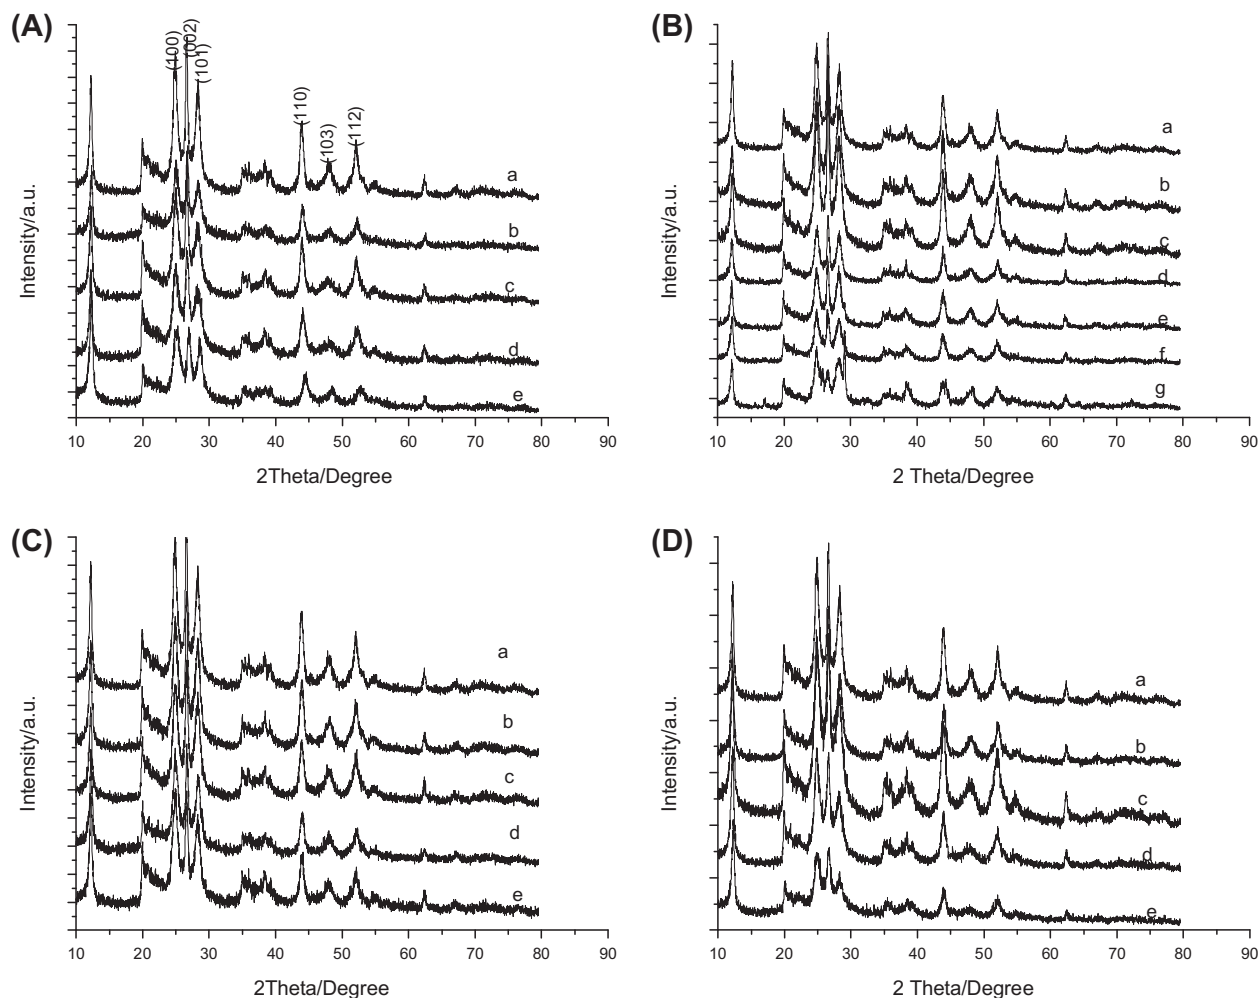 (A)
(100)
(002)
(101)
(110)
(103)
(112)
a
b
c
d
e
Intensity/a.u.
10 20 30 40 50 60 70 80 90
2Theta/Degree
(B)
a
b
c
d
e
f
g
Intensity/a.u.
10 20 30 40 50 60 70 80 90
2 Theta/Degree
(C)
a
b
c
d
e
Intensity/a.u.
10 20 30 40 50 60 70 80 90
2Theta/Degree
(D)
a
b
c
d
e
Intensity/a.u.
10 20 30 40 50 60 70 80 90
2 Theta/Degree